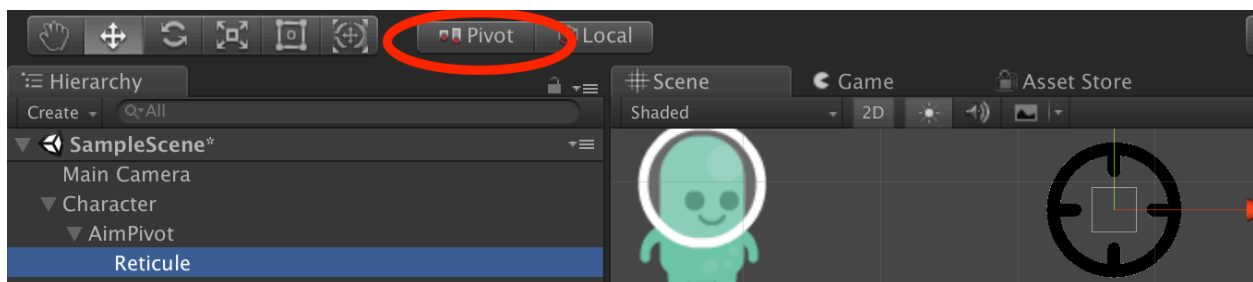 Pivot Local
Hierarchy
Scene Game Asset Store
Create All
Shaded 2D
SampleScene*
Main Camera
Character
AimPivot
Reticule